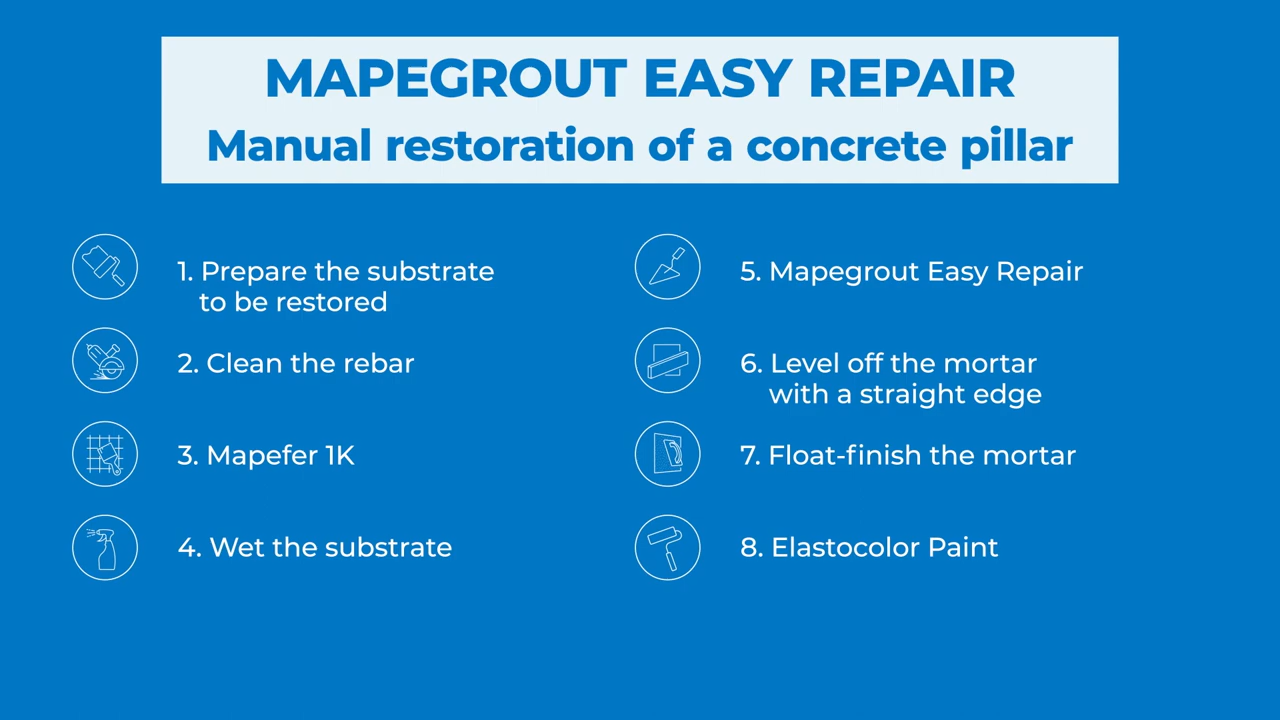 MAPEGROUT EASY REPAIR
Manual restoration of a concrete pillar
1. Prepare the substrate
to be restored
2. Clean the rebar
3. Mapefer 1K
4. Wet the substrate
5. Mapegrout Easy Repair
6. Level off the mortar
with a straight edge
7. Float-finish the mortar
8. Elastocolor Paint